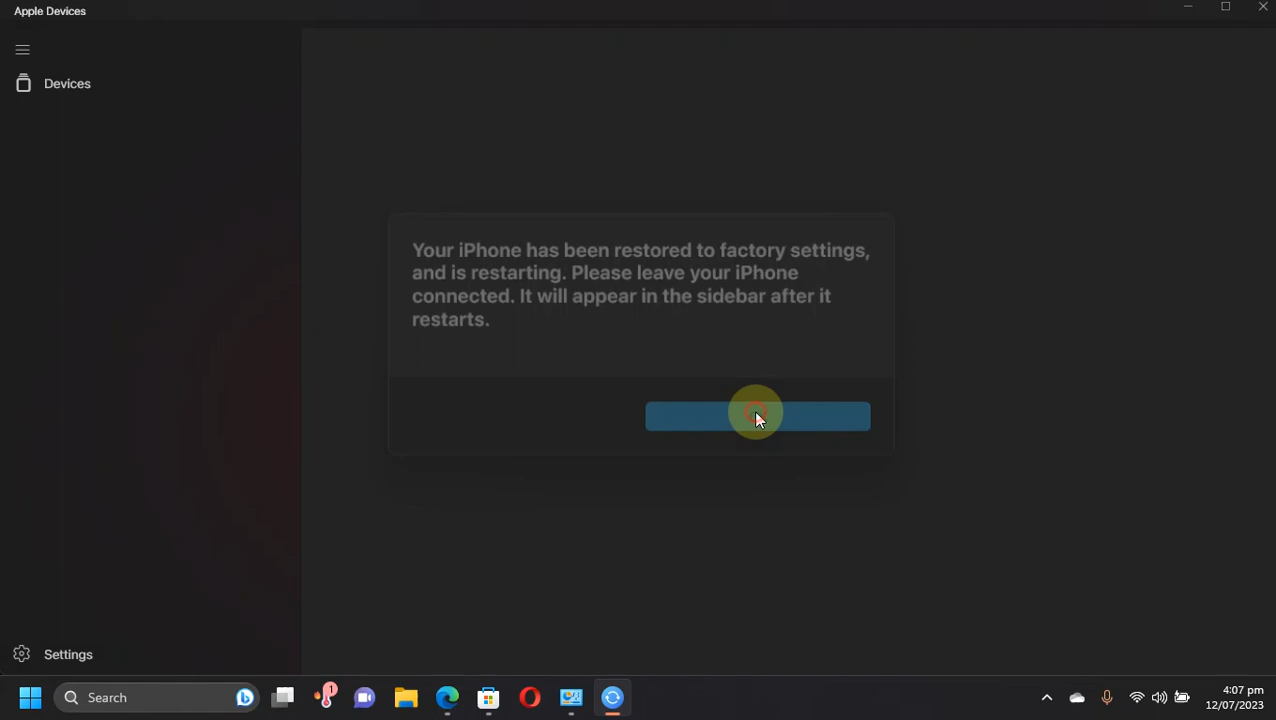 Apple Devices
Devices
Your iPhone has been restored to factory settings,
and is restarting. Please leave your iPhone
connected. It will appear in the sidebar after it
restarts.
Settings
Search
1
4:07 pm
12/07/2023